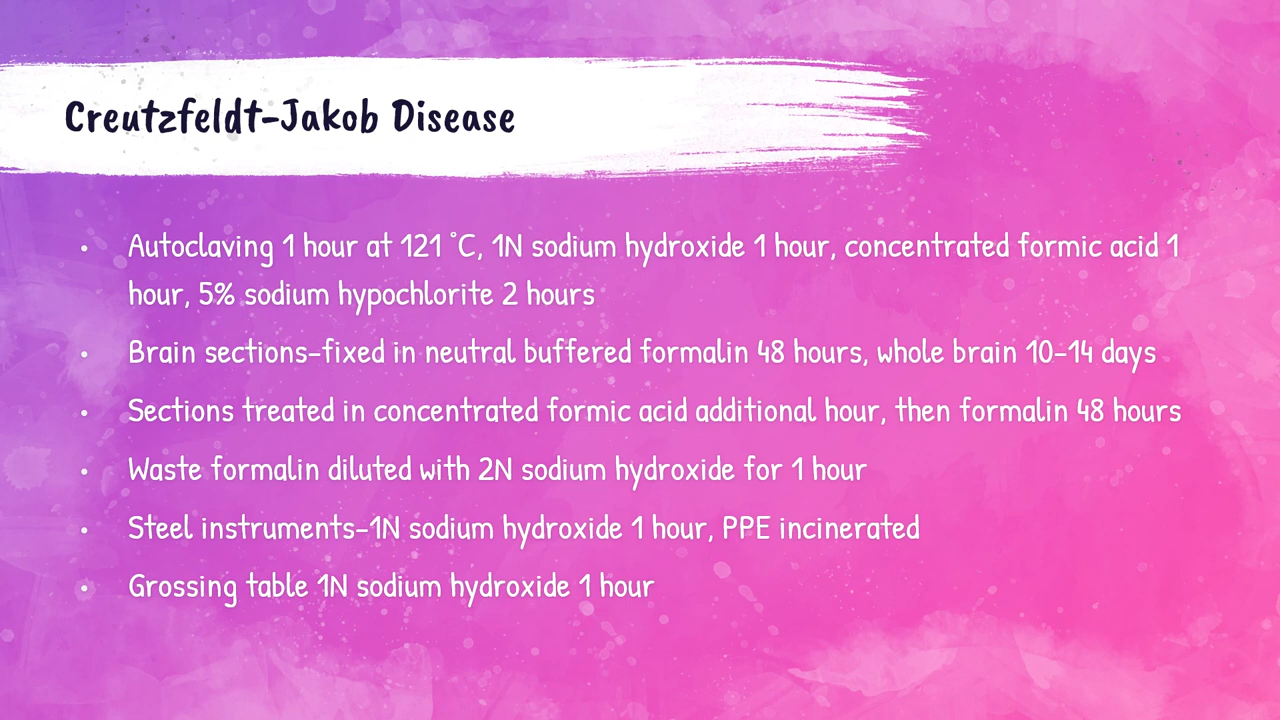 Creutzfeldt-Jakob Disease
• Autoclaving 1 hour at 121 °C, 1N sodium hydroxide 1 hour, concentrated formic acid 1
hour, 5% sodium hypochlorite 2 hours
• Brain sections-fixed in neutral buffered formalin 48 hours, whole brain 10-14 days
• Sections treated in concentrated formic acid additional hour, then formalin 48 hours
• Waste formalin diluted with 2N sodium hydroxide for 1 hour
• Steel instruments-1N sodium hydroxide 1 hour, PPE incinerated
• Grossing table 1N sodium hydroxide 1 hour